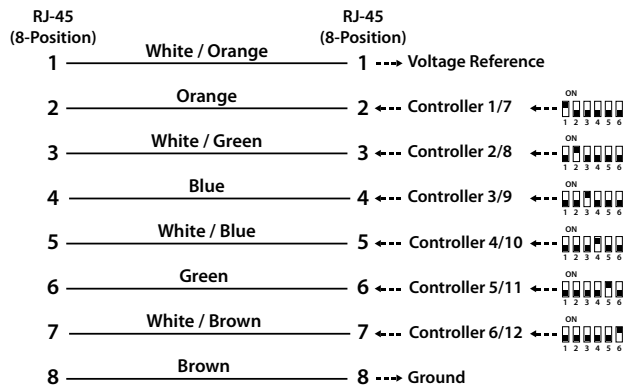 RJ-45 RJ-45
(8-Position) (8-Position)
1 White / Orange 1 Voltage Reference
2 Orange 2 Controller 1/7
ON
1 2 3 4 5 6
3 White / Green 3 Controller 2/8
ON
1 2 3 4 5 6
4 Blue 4 Controller 3/9
ON
1 2 3 4 5 6
5 White / Blue 5 Controller 4/10
ON
1 2 3 4 5 6
6 Green 6 Controller 5/11
ON
1 2 3 4 5 6
7 White / Brown 7 Controller 6/12
ON
1 2 3 4 5 6
8 Brown 8 Ground